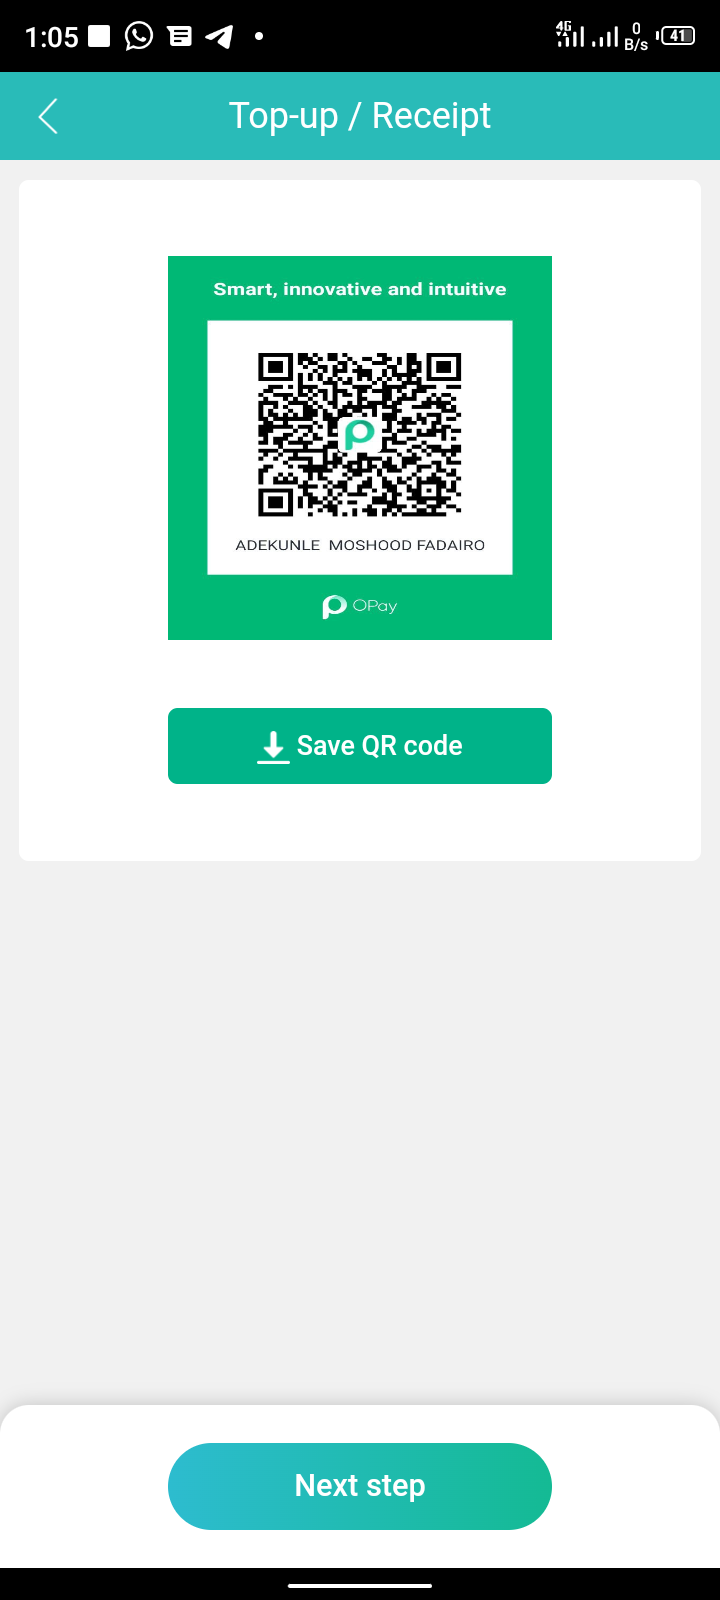 1:05
4G
0
B/s
41
Top-up / Receipt
Smart, innovative and intuitive
ADEKUNLE MOSHOOD FADAIRO
OPay
Save QR code
Next step